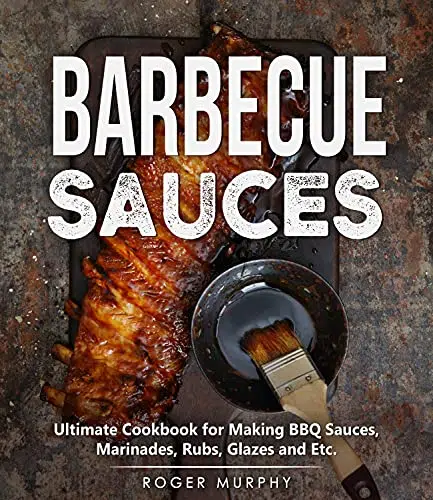 BARBECUE
SAUCES
Ultimate Cookbook for Making BBQ Sauces,
Marinades, Rubs, Glazes and Etc.
ROGER MURPHY